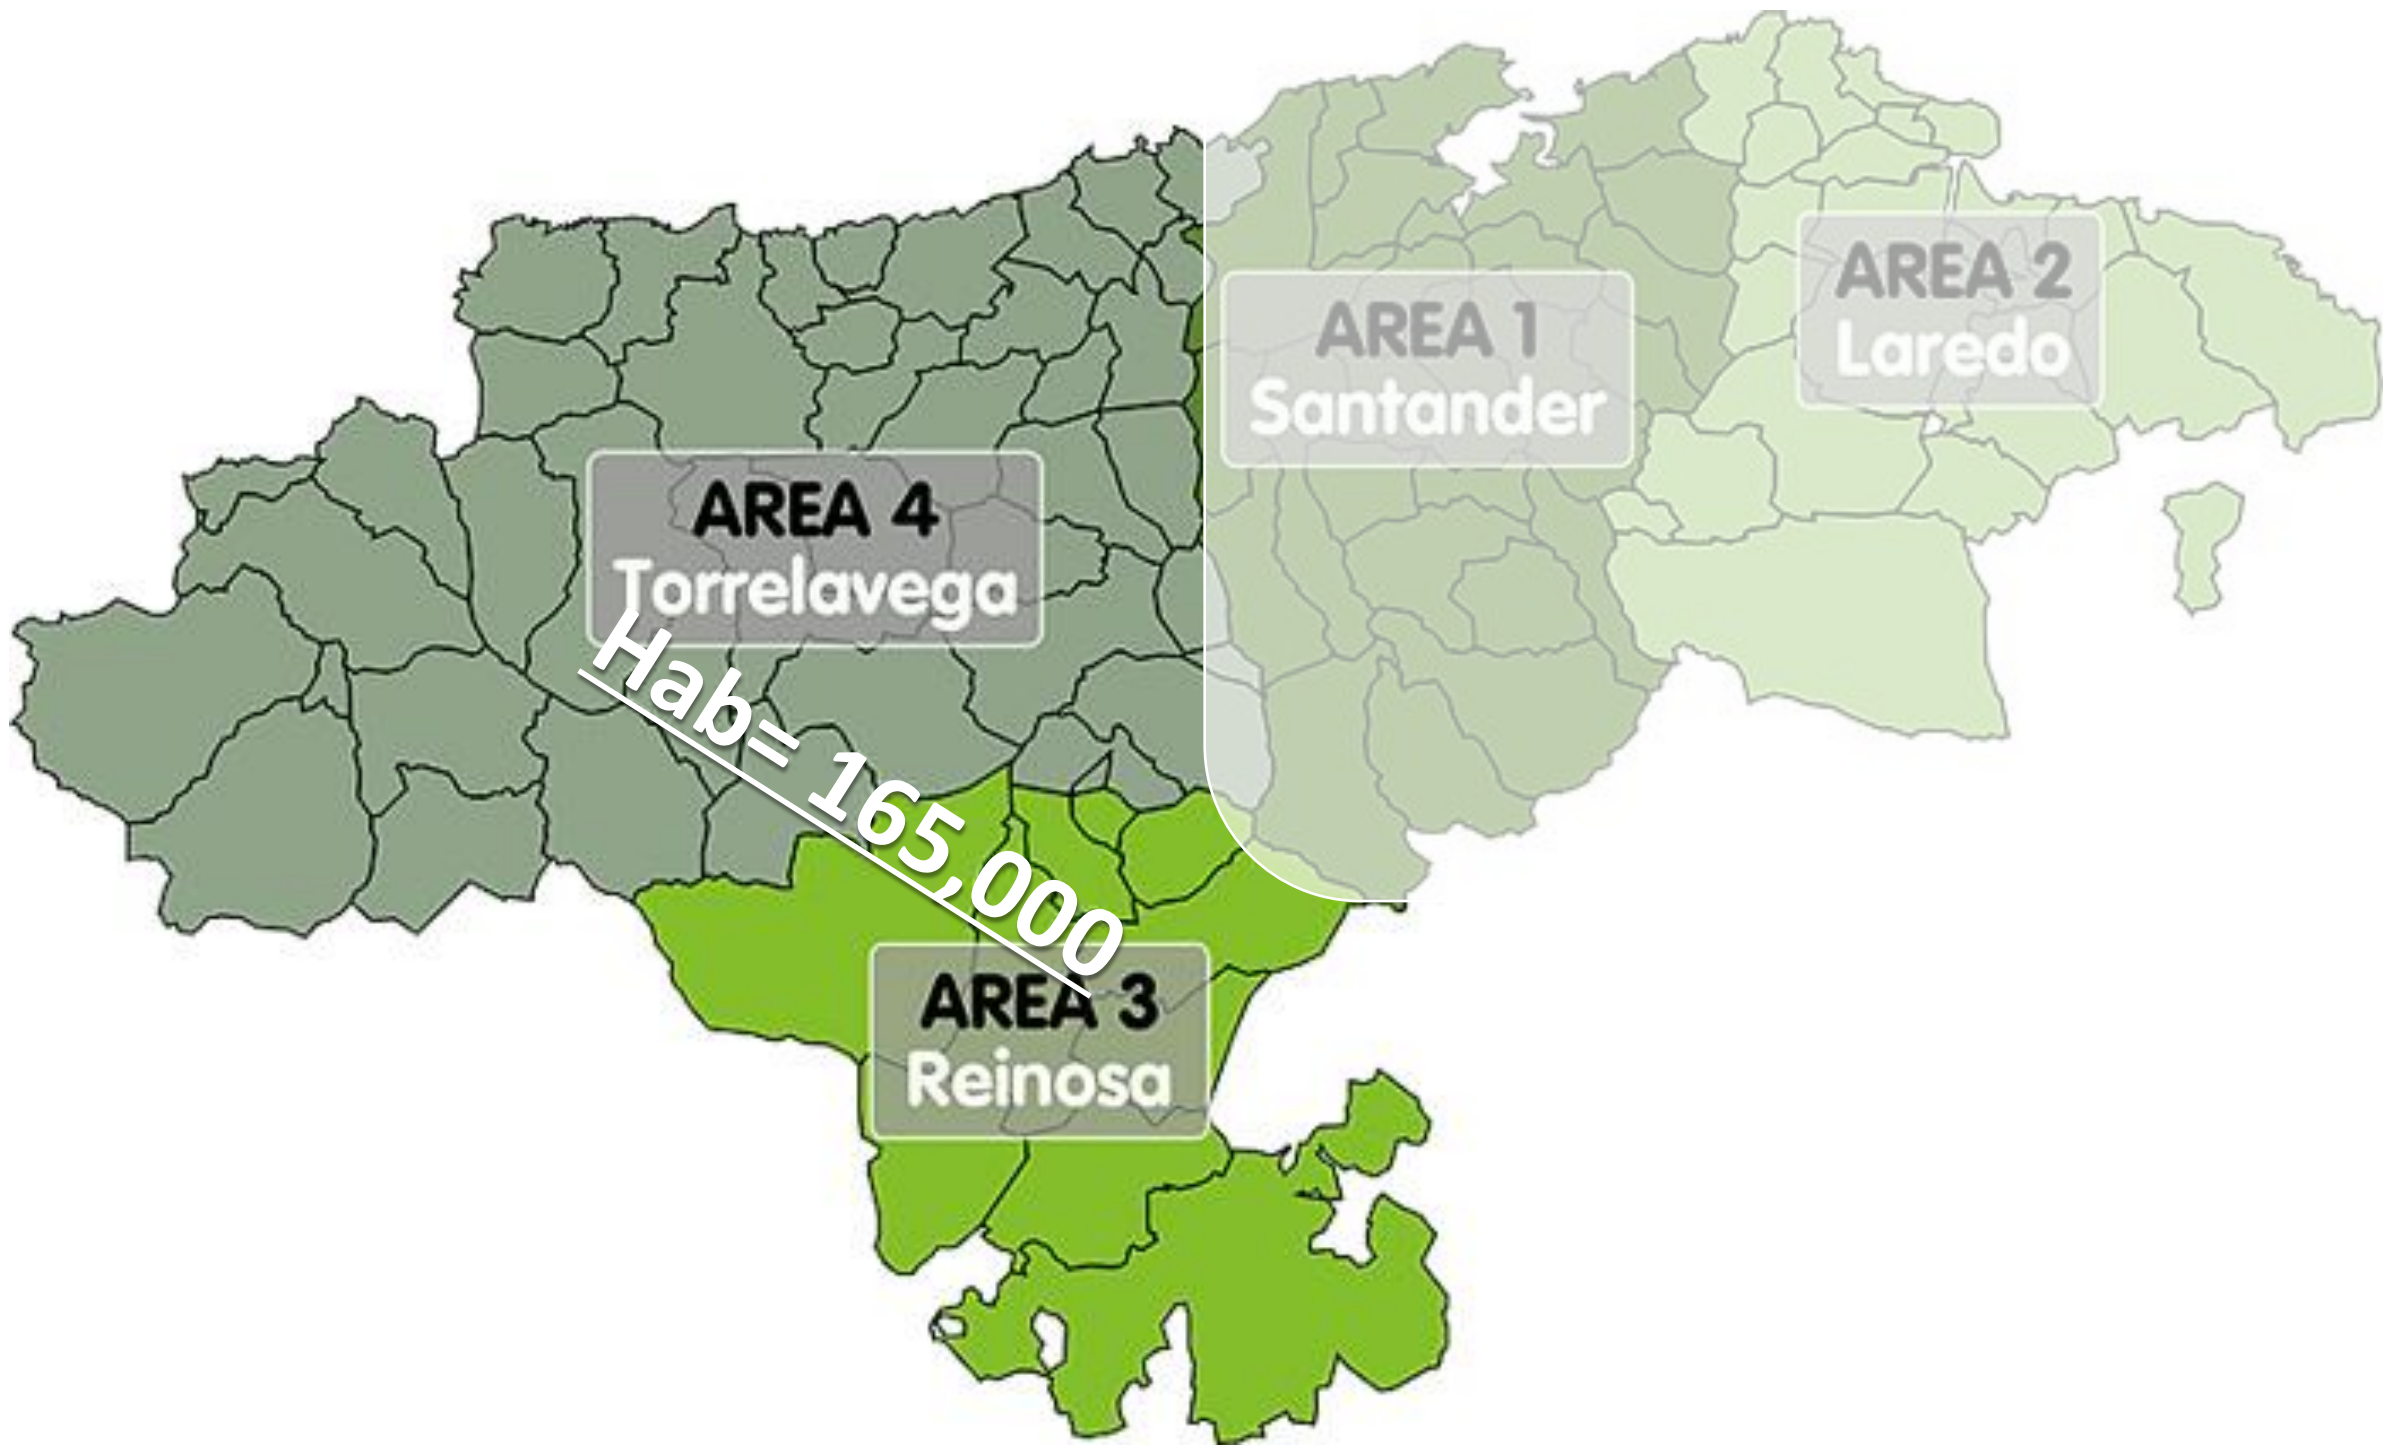 AREA 2
Laredo
AREA 1
Santander
AREA 4
Torrelavega
Hab= 165,000
AREA 3
Reinosa